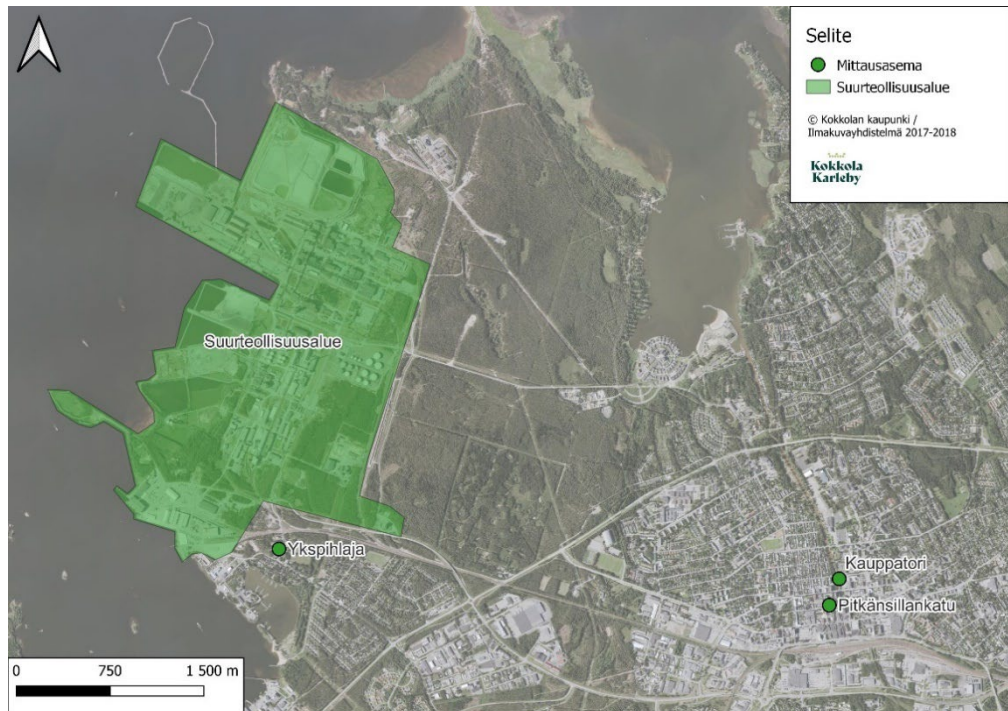 Selite
Mittausasema
Suurteollisuusalue
© Kokkolan kaupunki /
Ilmakuvayhdistelmä 2017-2018
Kokkola
Karleby
Suurteollisuusalue
Ykspihlaja
Kauppatori
Pitkänsillankatu
0 750 1 500 m